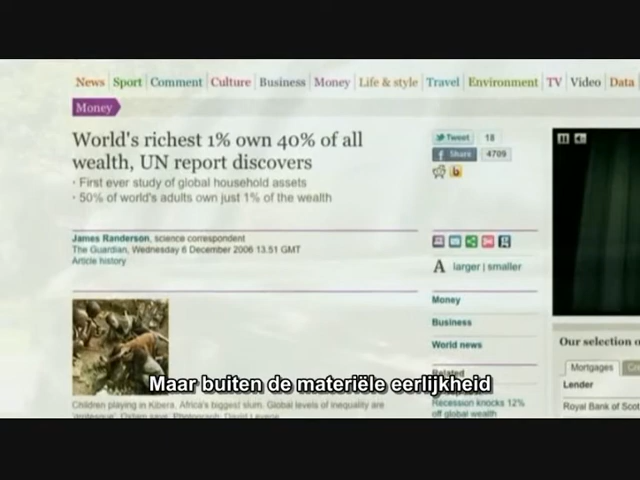 News Sport Comment Culture Business Money Life & style Travel Environment TV Video Data
Money
World's richest 1% own 40% of all
wealth, UN report discovers
· First ever study of global household assets
· 50% of world's adults own just 1% of the wealth
James Randerson, science correspondent
The Guardian, Wednesday 6 December 2006 13.51 GMT
Article history
Tweet 18
Share 4709
A larger | smaller
Money
Business
World news
Related
Recession knocks 12%
off global wealth
Our selection
Mortgages
Lender
Royal Bank of Scot
Children playing in Kibera, Africa's biggest slum. Global levels of inequality are
Maar buiten de materiële eerlijkheid